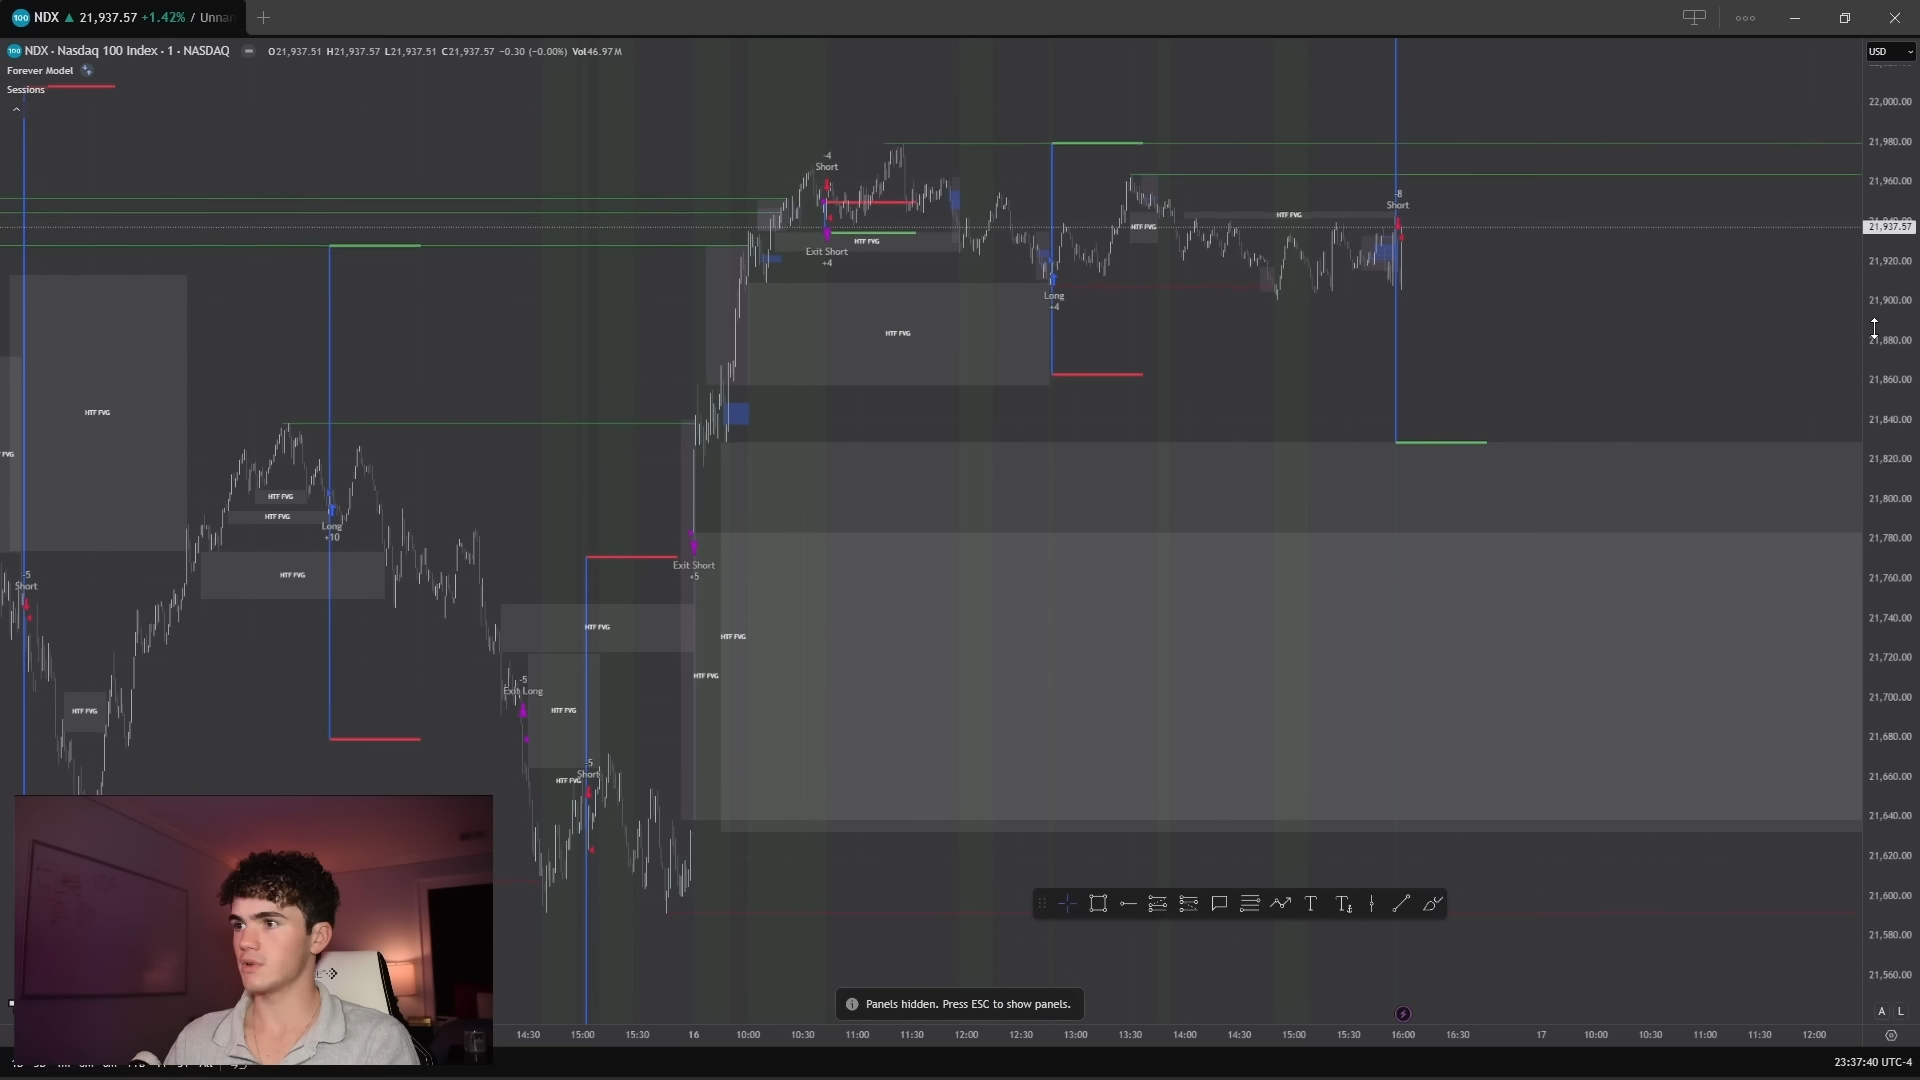 NDX ▲ 21,937.57 +1.42% / Unnan
NDX · Nasdaq 100 Index · 1 · NASDAQ
O21,937.51 H21,937.57 L21,937.51 C21,937.57 −0.30 (−0.00%) Vol46.97M
USD
Forever Model
Sessions
22,000.00
21,980.00
21,960.00
21,937.57
21,920.00
21,900.00
21,880.00
21,860.00
21,840.00
21,820.00
21,800.00
21,780.00
21,760.00
21,740.00
21,720.00
21,700.00
21,680.00
21,660.00
21,640.00
21,620.00
21,600.00
21,580.00
21,560.00
-4
Short
Exit Short
+4
HTF FVG
HTF FVG
HTF FVG
-8
Short
Long
+4
HTF FVG
HTF FVG
FVG
HTF FVG
HTF FVG
Long
+10
HTF FVG
-5
Short
HTF FVG
Exit Short
+5
HTF FVG
HTF FVG
HTF FVG
-5
Exit Long
HTF FVG
-5
Short
HTF FVG
Panels hidden. Press ESC to show panels.
A L
14:30 15:00 15:30 16 10:00 10:30 11:00 11:30 12:00 12:30 13:00 13:30 14:00 14:30 15:00 15:30 16:00 16:30 17 10:00 10:30 11:00 11:30 12:00
23:37:40 UTC-4